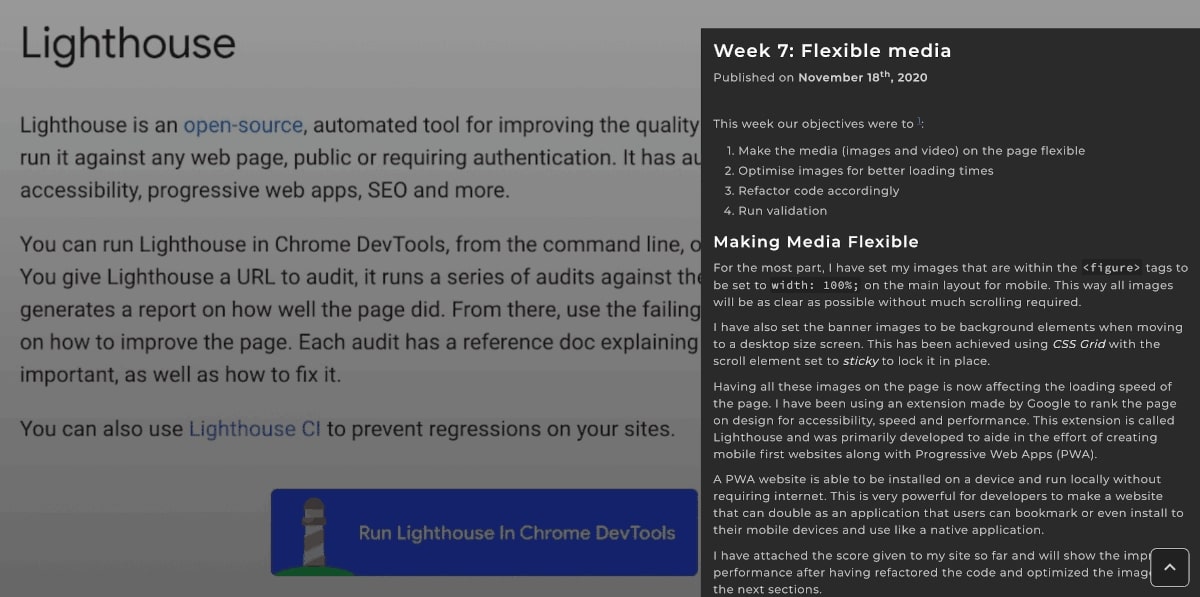 Lighthouse
Lighthouse is an open-source, automated tool for improving the quality
run it against any web page, public or requiring authentication. It has
accessibility, progressive web apps, SEO and more.
You can run Lighthouse in Chrome DevTools, from the command line,
You give Lighthouse a URL to audit, it runs a series of audits against the
generates a report on how well the page did. From there, use the failing
on how to improve the page. Each audit has a reference doc explaining
important, as well as how to fix it.
You can also use Lighthouse CI to prevent regressions on your sites.
Run Lighthouse In Chrome DevTools
Week 7: Flexible media
Published on November 18th, 2020
This week our objectives were to 1:
1. Make the media (images and video) on the page flexible
2. Optimise images for better loading times
3. Refactor code accordingly
4. Run validation
Making Media Flexible
For the most part, I have set my images that are within the <figure> tags to
be set to width: 100%; on the main layout for mobile. This way all images
will be as clear as possible without much scrolling required.
I have also set the banner images to be background elements when moving
to a desktop size screen. This has been achieved using CSS Grid with the
scroll element set to sticky to lock it in place.
Having all these images on the page is now affecting the loading speed of
the page. I have been using an extension made by Google to rank the page
on design for accessibility, speed and performance. This extension is called
Lighthouse and was primarily developed to aide in the effort of creating
mobile first websites along with Progressive Web Apps (PWA).
A PWA website is able to be installed on a device and run locally without
requiring internet. This is very powerful for developers to make a website
that can double as an application that users can bookmark or even install to
their mobile devices and use like a native application.
I have attached the score given to my site so far and will show the
performance after having refactored the code and optimized the
the next sections.